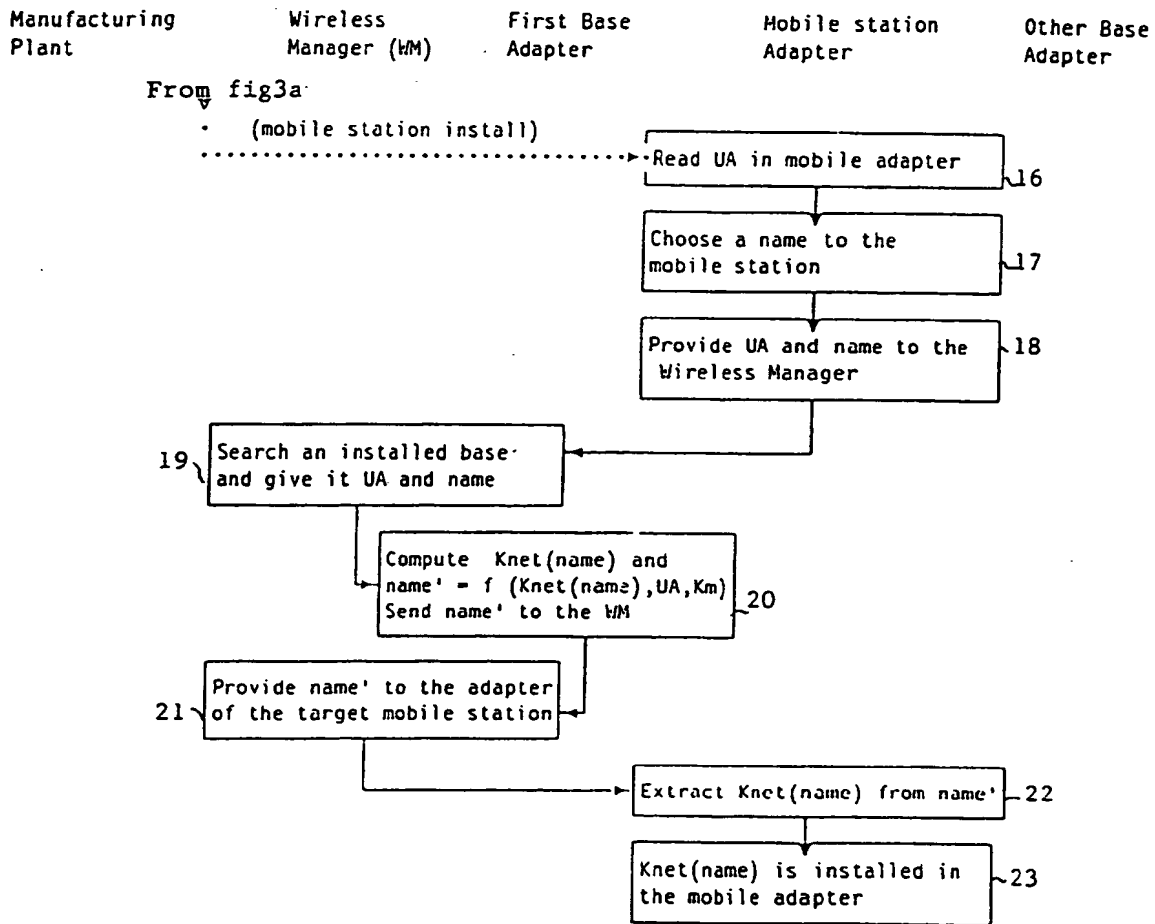 Manufacturing Plant
Wireless Manager (WM)
First Base Adapter
Mobile station Adapter
Other Base Adapter
From fig3a
(mobile station install)
Read UA in mobile adapter
16
Choose a name to the
mobile station
17
Provide UA and name to the
Wireless Manager
18
19
Search an installed base
and give it UA and name
Compute Knet(name) and
name' = f (Knet(name),UA,Km)
Send name' to the WM
20
21
Provide name' to the adapter
of the target mobile station
Extract Knet(name) from name'
22
Knet(name) is installed in
the mobile adapter
23